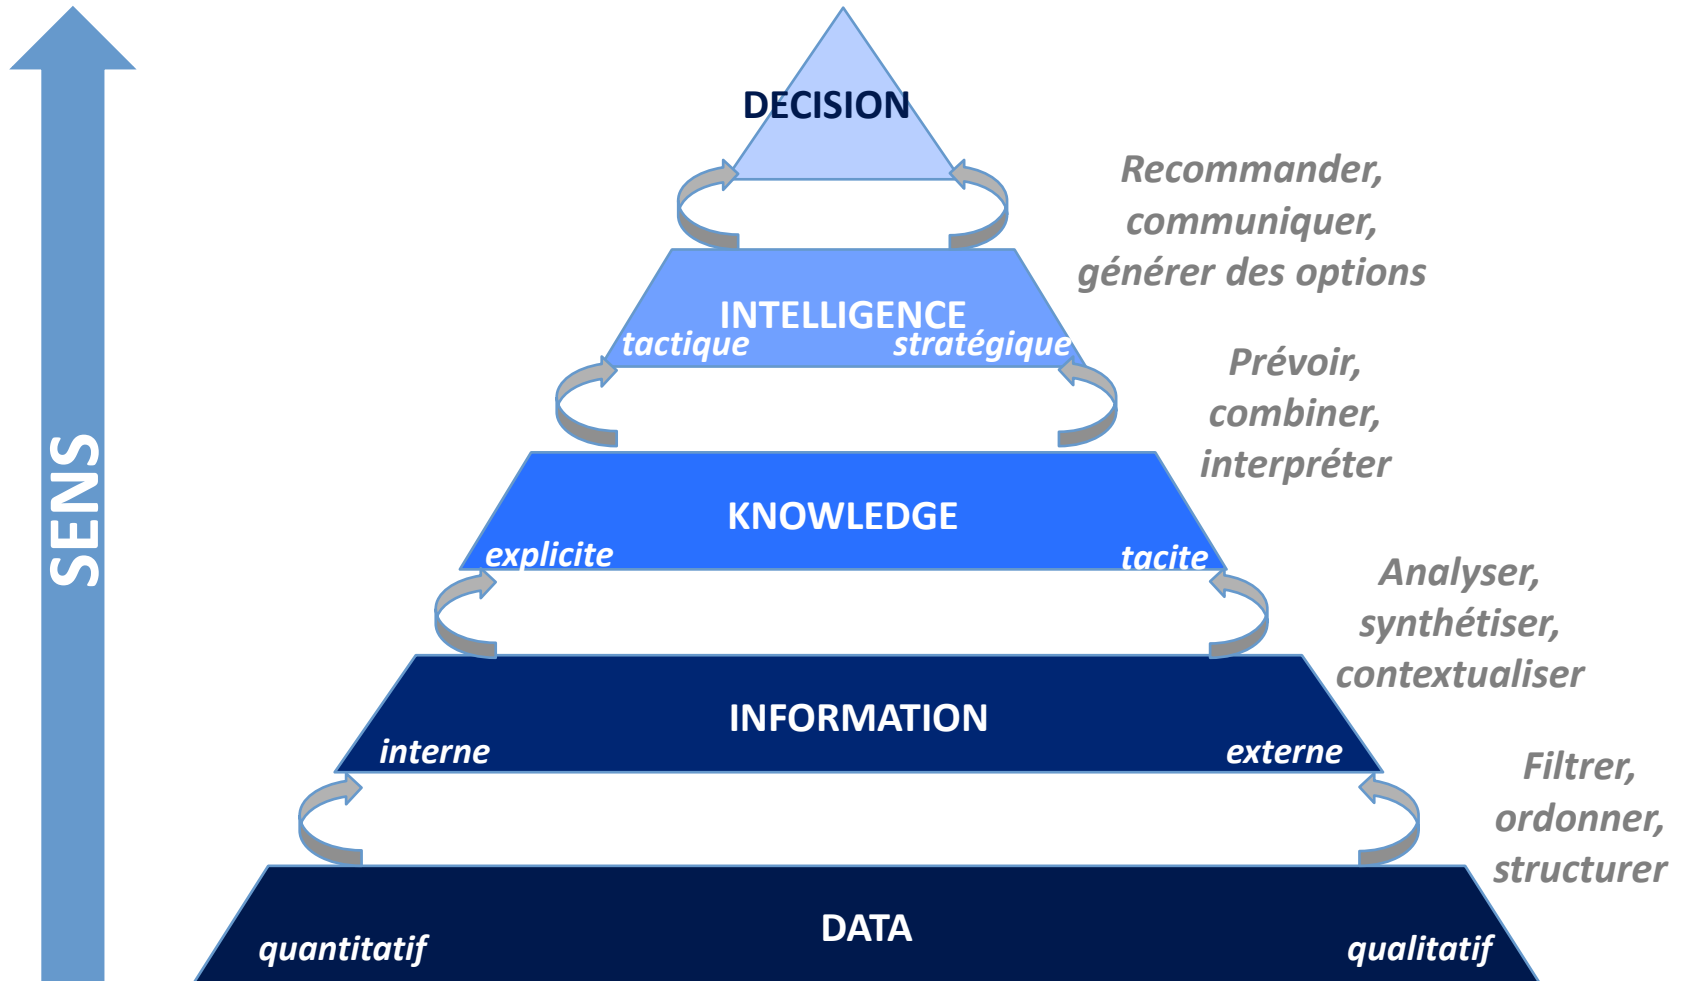 DECISION
Recommander,
communiquer,
générer des options
INTELLIGENCE
tactique stratégique
Prévoir,
combiner,
interpréter
SENS
KNOWLEDGE
explicite tacite
Analyser,
synthétiser,
contextualiser
INFORMATION
interne externe
Filtrer,
ordonner,
structurer
DATA
quantitatif qualitatif